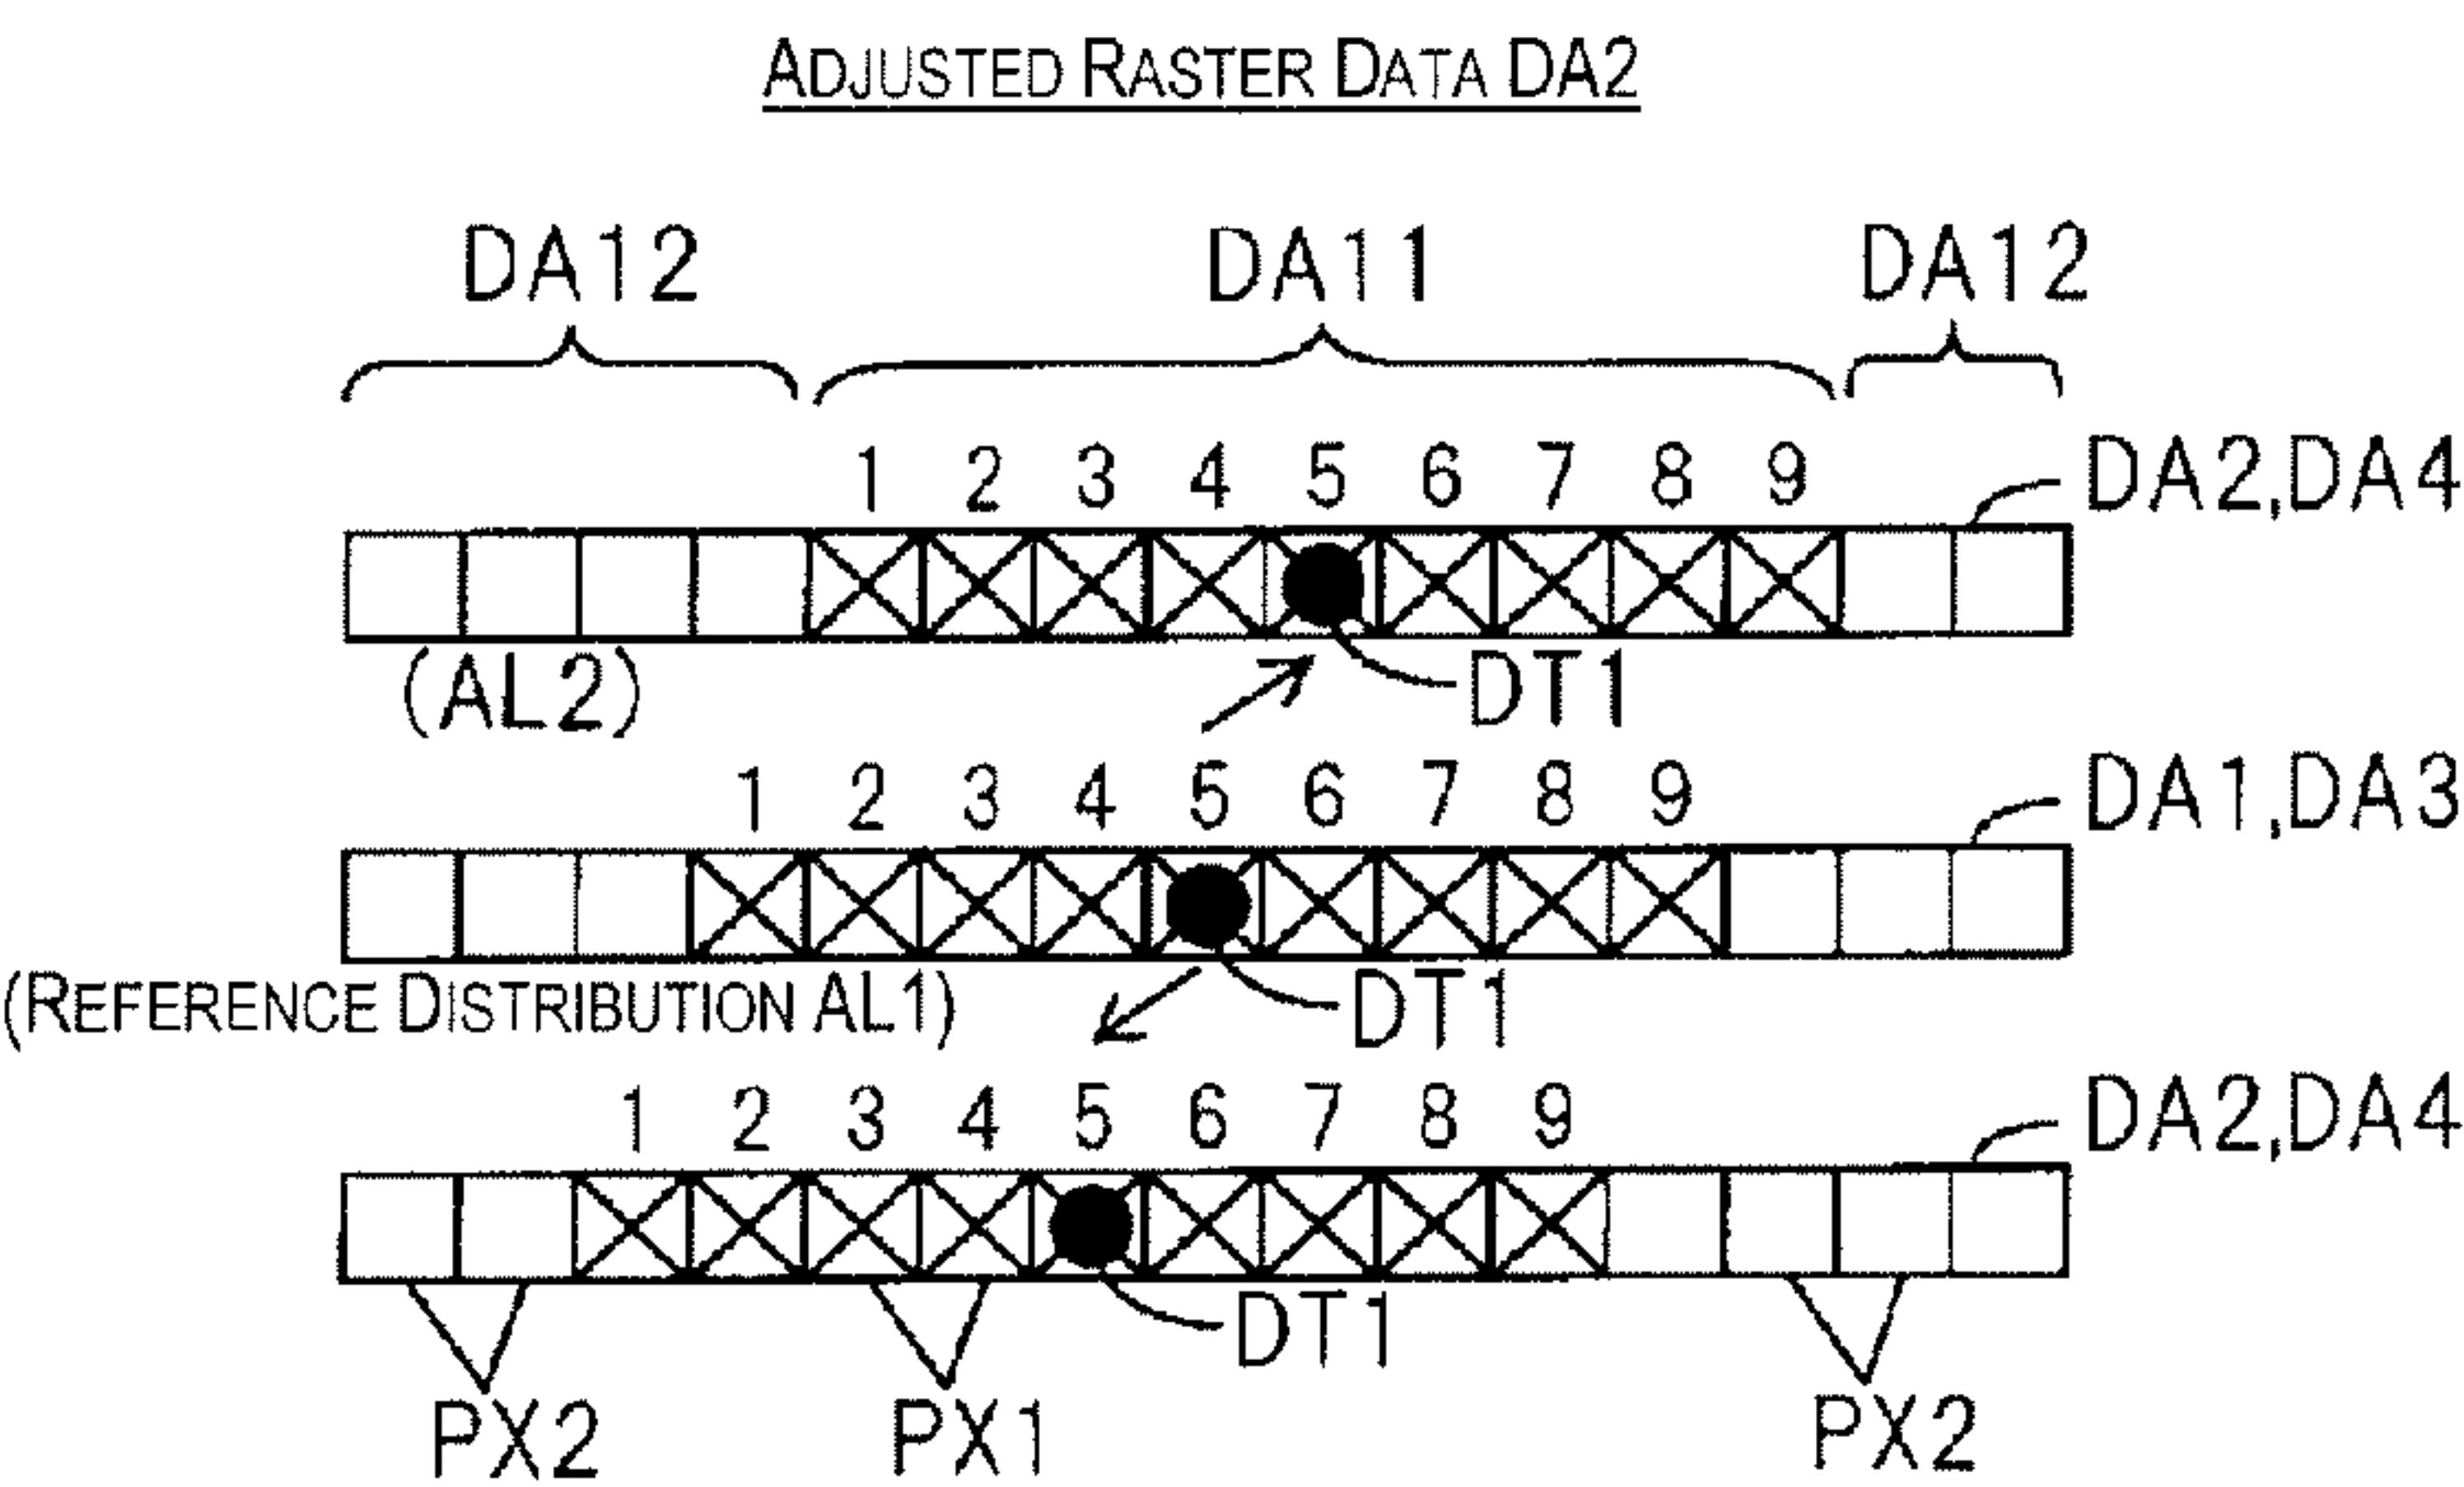 ADJUSTED RASTER DATA DA2
DA12 DA11 DA12
1 2 3 4 5 6 7 8 9 DA2,DA4
(AL2) DT1
1 2 3 4 5 6 7 8 9 DA1,DA3
(REFERENCE DISTRIBUTION AL1) DT1
1 2 3 4 5 6 7 8 9 DA2,DA4
DT1
PX2 PX1 PX2